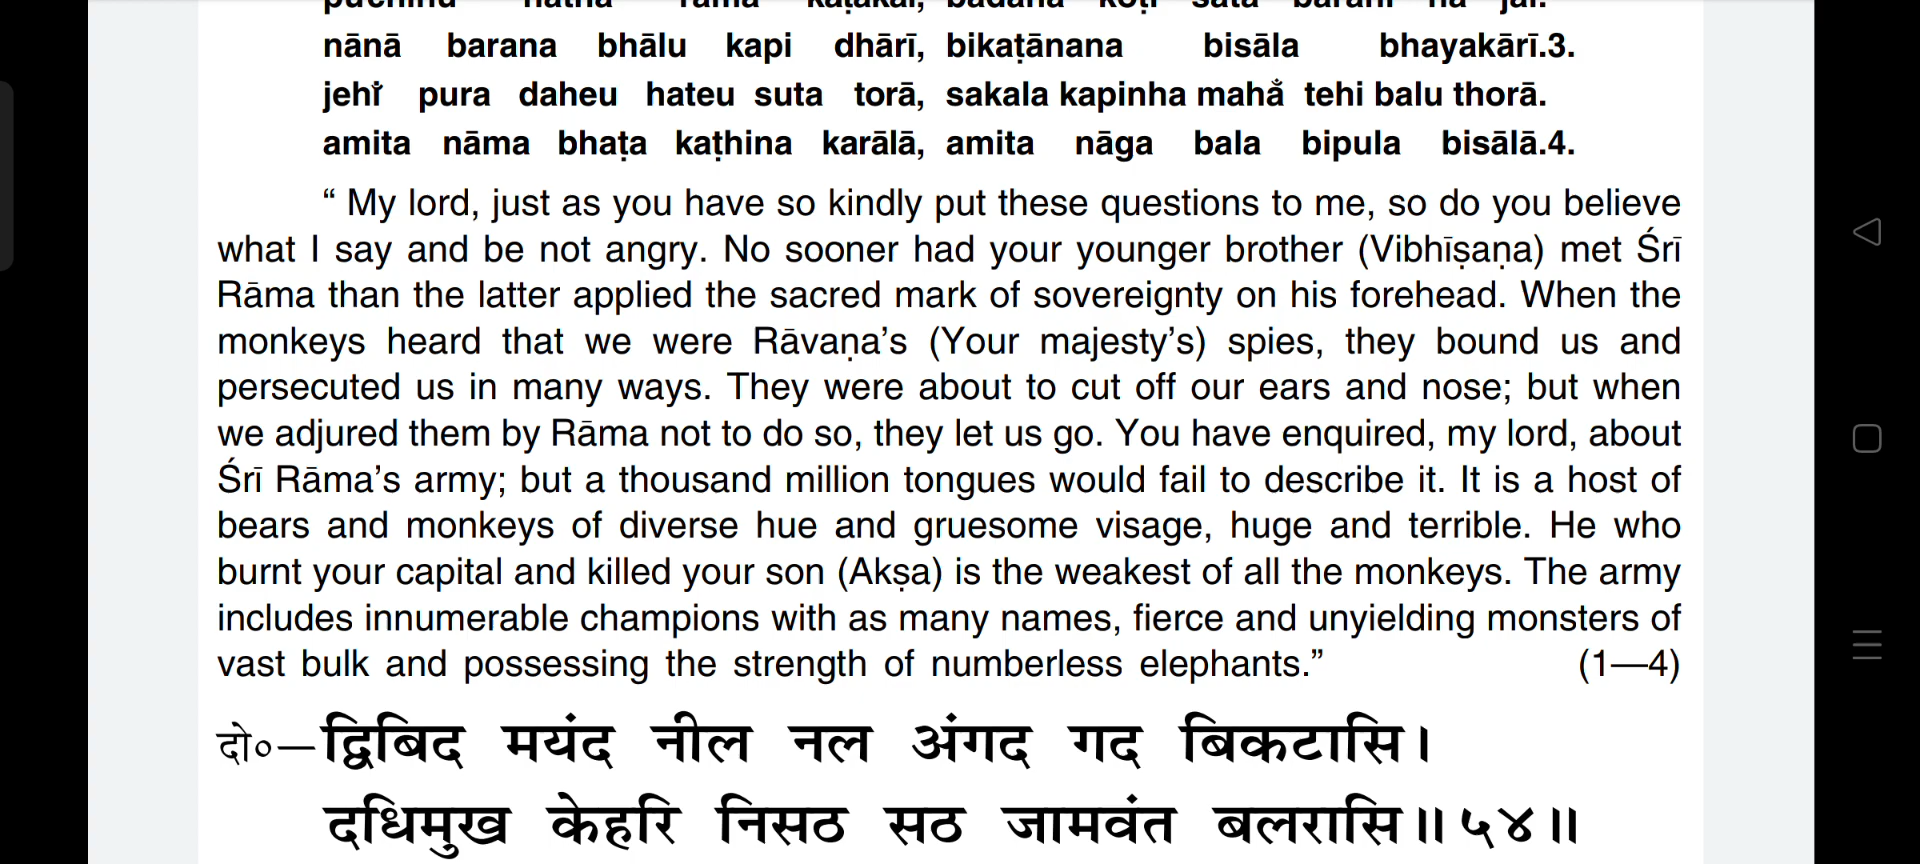 puchihu nātha rāma kaṭakāī, badana koṭi sata barani na jāī.
nānā barana bhālu kapi dhārī, bikaṭānana bisāla bhayakārī.3.
jehiँ pura daheu hateu suta torā, sakala kapinha mahaँ tehi balu thorā.
amita nāma bhaṭa kaṭhina karālā, amita nāga bala bipula bisālā.4.
“ My lord, just as you have so kindly put these questions to me, so do you believe
what I say and be not angry. No sooner had your younger brother (Vibhīṣaṇa) met Śrī
Rāma than the latter applied the sacred mark of sovereignty on his forehead. When the
monkeys heard that we were Rāvaṇa’s (Your majesty’s) spies, they bound us and
persecuted us in many ways. They were about to cut off our ears and nose; but when
we adjured them by Rāma not to do so, they let us go. You have enquired, my lord, about
Śrī Rāma’s army; but a thousand million tongues would fail to describe it. It is a host of
bears and monkeys of diverse hue and gruesome visage, huge and terrible. He who
burnt your capital and killed your son (Akṣa) is the weakest of all the monkeys. The army
includes innumerable champions with as many names, fierce and unyielding monsters of
vast bulk and possessing the strength of numberless elephants.” (1—4)
दो०—द्विबिद मयंद नील नल अंगद गद बिकटासि।
दधिमुख केहरि निसठ सठ जामवंत बलरासि॥५४॥